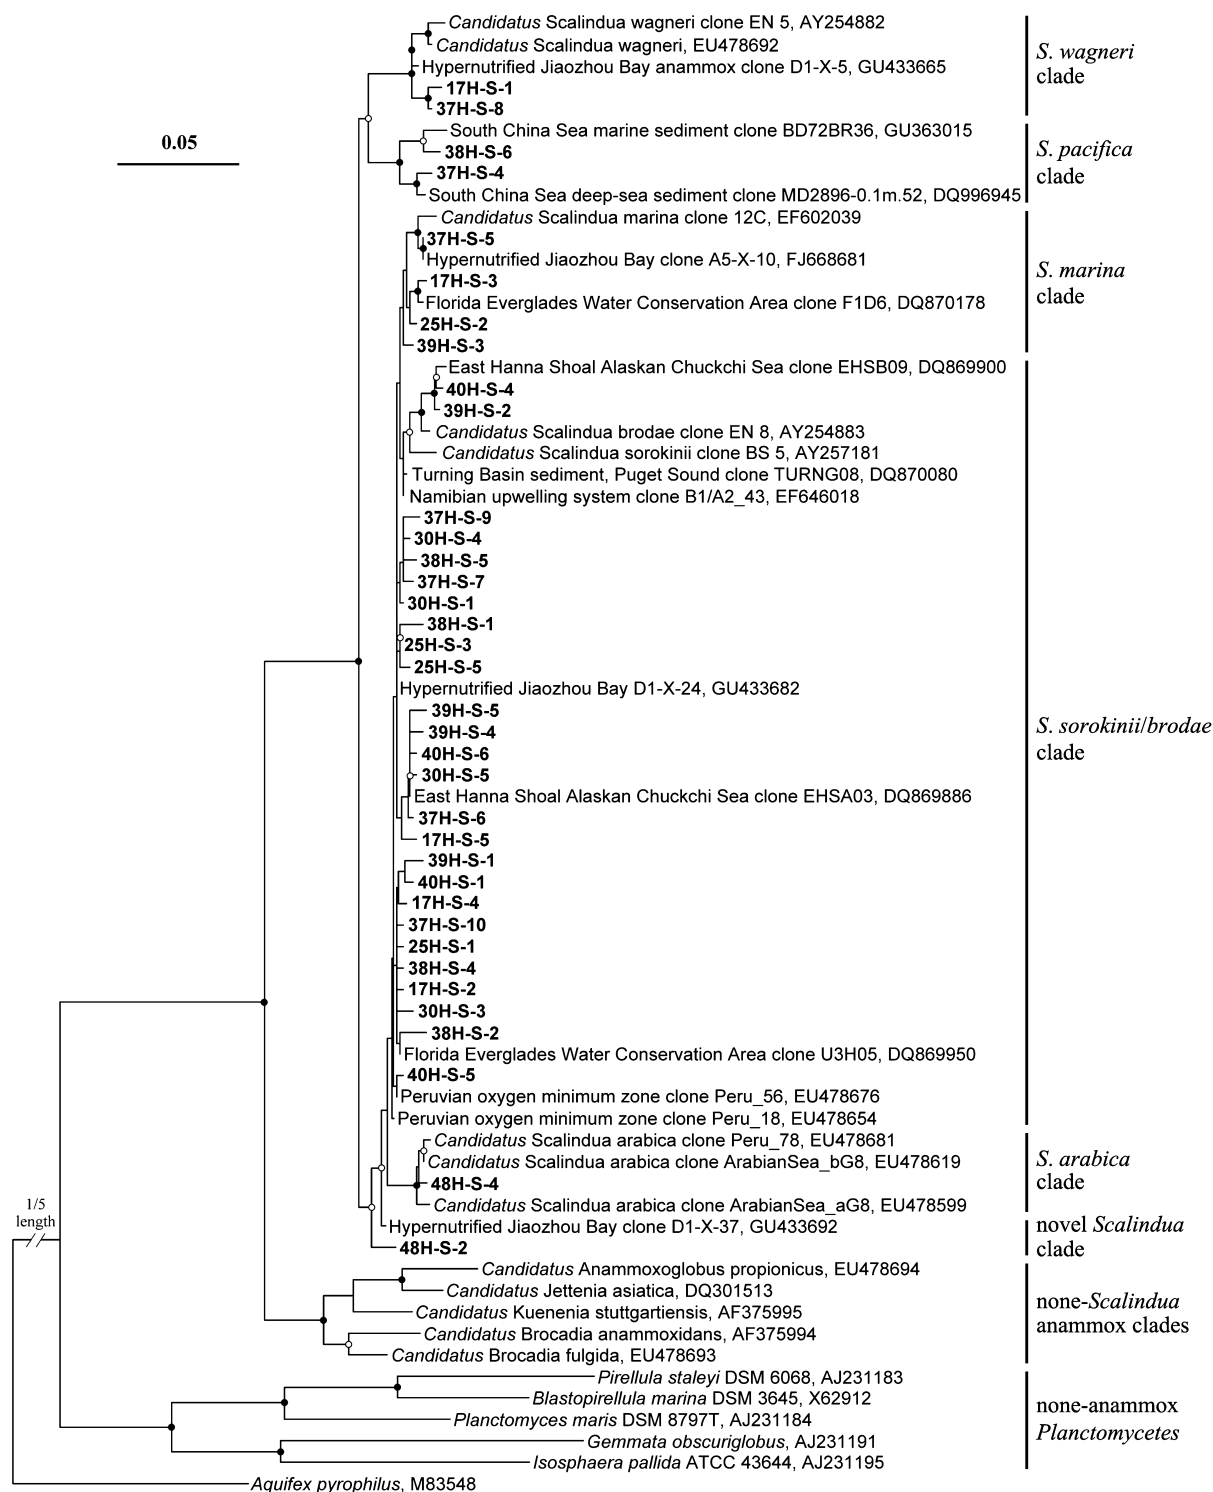 Candidatus Scalindua wagneri clone EN 5, AY254882
Candidatus Scalindua wagneri, EU478692
Hypernutrified Jiaozhou Bay anammox clone D1-X-5, GU433665
17H-S-1
37H-S-8
S. wagneri
clade
0.05
South China Sea marine sediment clone BD72BR36, GU363015
38H-S-6
37H-S-4
South China Sea deep-sea sediment clone MD2896-0.1m.52, DQ996945
S. pacifica
clade
Candidatus Scalindua marina clone 12C, EF602039
37H-S-5
Hypernutrified Jiaozhou Bay clone A5-X-10, FJ668681
17H-S-3
Florida Everglades Water Conservation Area clone F1D6, DQ870178
25H-S-2
39H-S-3
S. marina
clade
East Hanna Shoal Alaskan Chuckchi Sea clone EHSB09, DQ869900
40H-S-4
39H-S-2
Candidatus Scalindua brodae clone EN 8, AY254883
Candidatus Scalindua sorokinii clone BS 5, AY257181
Turning Basin sediment, Puget Sound clone TURNG08, DQ870080
Namibian upwelling system clone B1/A2_43, EF646018
37H-S-9
30H-S-4
38H-S-5
37H-S-7
30H-S-1
38H-S-1
25H-S-3
25H-S-5
Hypernutrified Jiaozhou Bay D1-X-24, GU433682
39H-S-5
39H-S-4
40H-S-6
30H-S-5
East Hanna Shoal Alaskan Chuckchi Sea clone EHSA03, DQ869886
37H-S-6
17H-S-5
39H-S-1
40H-S-1
17H-S-4
37H-S-10
25H-S-1
38H-S-4
17H-S-2
30H-S-3
38H-S-2
Florida Everglades Water Conservation Area clone U3H05, DQ869950
40H-S-5
Peruvian oxygen minimum zone clone Peru_56, EU478676
Peruvian oxygen minimum zone clone Peru_18, EU478654
S. sorokinii/brodae
clade
Candidatus Scalindua arabica clone Peru_78, EU478681
Candidatus Scalindua arabica clone ArabianSea_bG8, EU478619
48H-S-4
Candidatus Scalindua arabica clone ArabianSea_aG8, EU478599
S. arabica
clade
Hypernutrified Jiaozhou Bay clone D1-X-37, GU433692
48H-S-2
novel Scalindua
clade
1/5
length
Candidatus Anammoxoglobus propionicus, EU478694
Candidatus Jettenia asiatica, DQ301513
Candidatus Kuenenia stuttgartiensis, AF375995
Candidatus Brocadia anammoxidans, AF375994
Candidatus Brocadia fulgida, EU478693
none-Scalindua
anammox clades
Pirellula staleyi DSM 6068, AJ231183
Blastopirellula marina DSM 3645, X62912
Planctomyces maris DSM 8797T, AJ231184
Gemmata obscuriglobus, AJ231191
Isosphaera pallida ATCC 43644, AJ231195
none-anammox
Planctomycetes
Aquifex pyrophilus, M83548